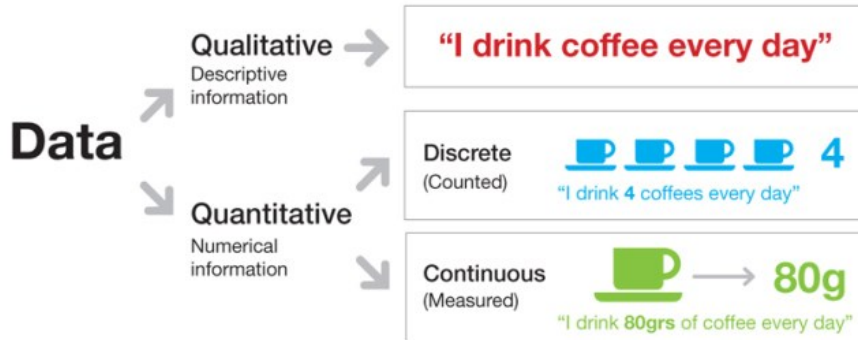 Data
Qualitative
Descriptive
information
“I drink coffee every day”
Quantitative
Numerical
information
Discrete
(Counted)
4
“I drink 4 coffees every day”
Continuous
(Measured)
80g
“I drink 80grs of coffee every day”